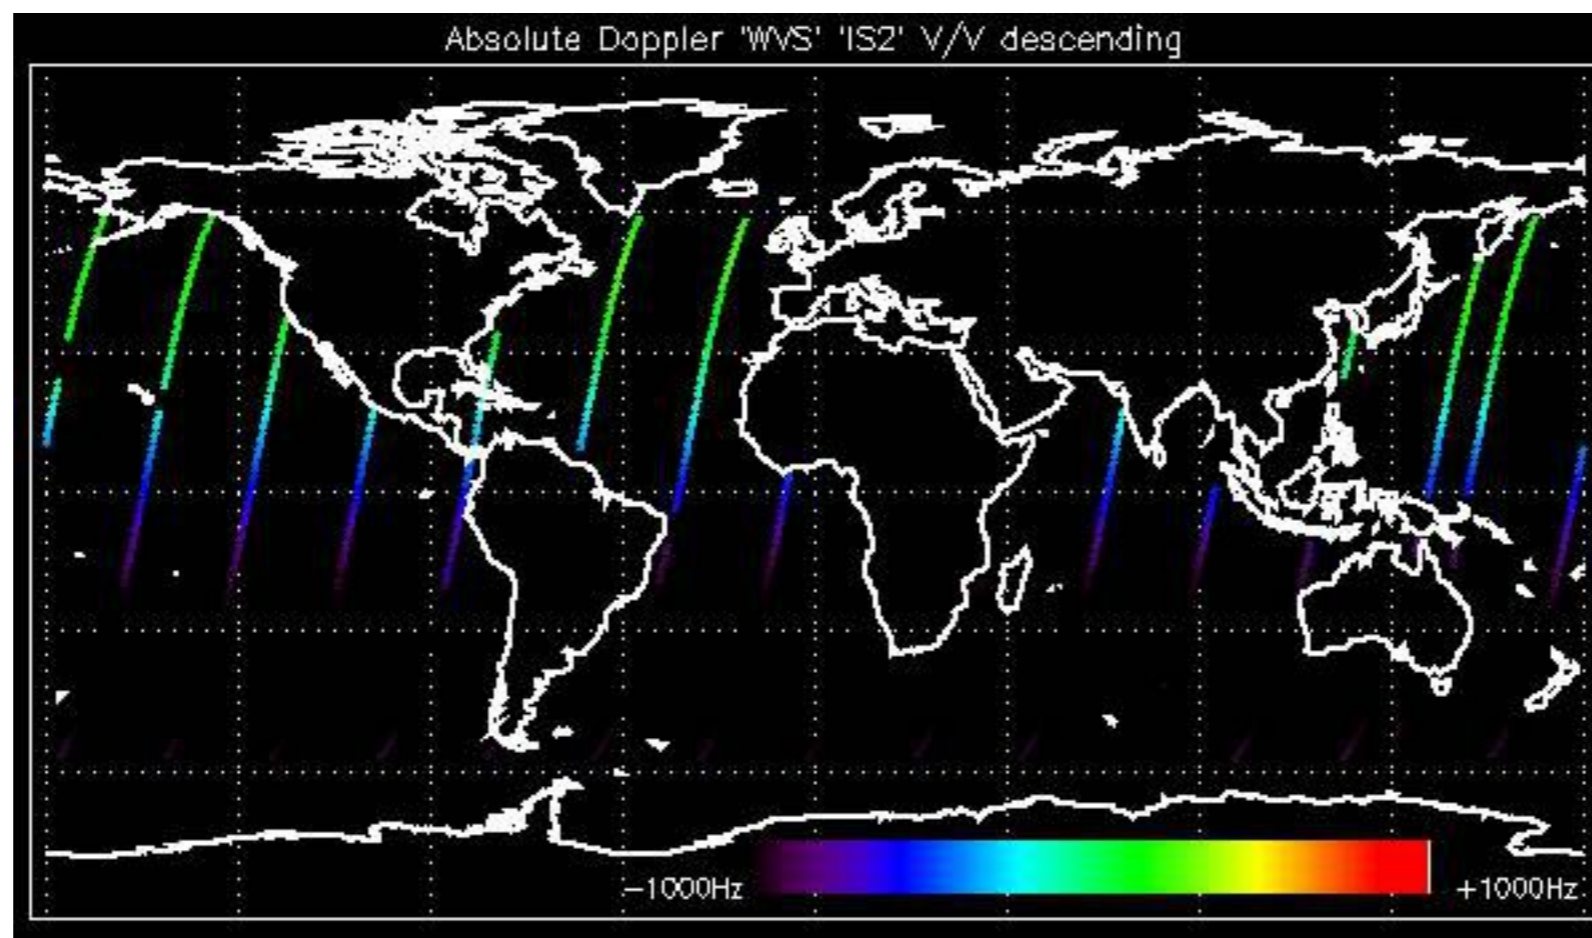 Absolute Doppler 'WVS' 'IS2' V/V descending
-1000Hz +1000Hz